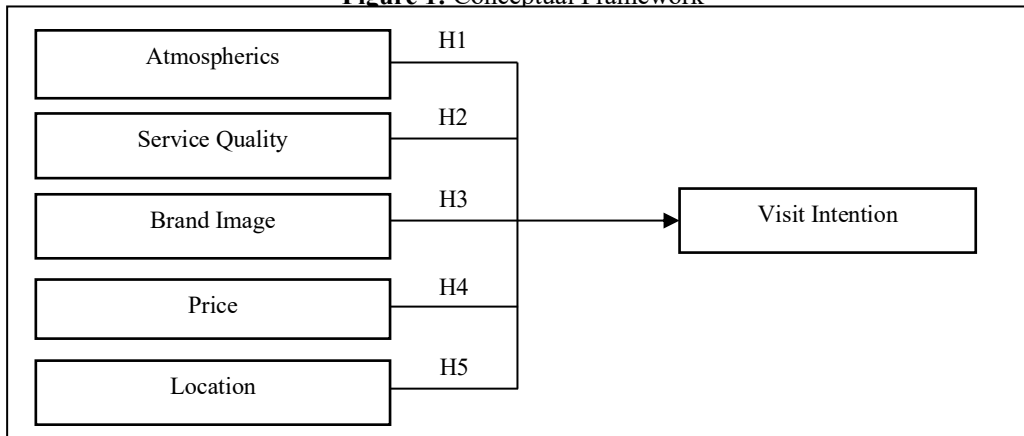 Figure 1. Conceptual Framework
Atmospherics
H1
Service Quality
H2
Brand Image
H3
Visit Intention
Price
H4
Location
H5